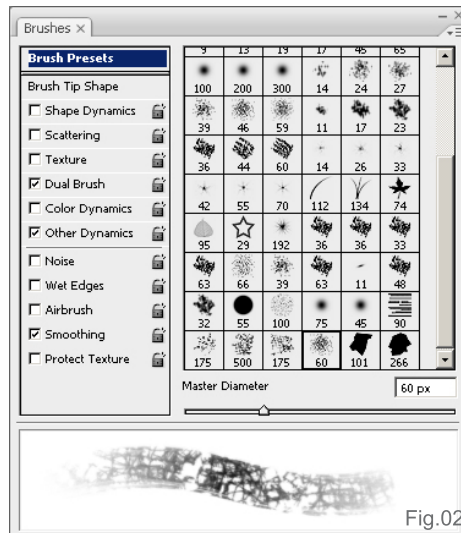 Brushes ×
Brush Presets
Brush Tip Shape
Shape Dynamics
Scattering
Texture
Dual Brush
Color Dynamics
Other Dynamics
Noise
Wet Edges
Airbrush
Smoothing
Protect Texture
9 13 19 17 45 65
100 200 300 14 24 27
39 46 59 11 17 23
36 44 60 14 26 33
42 55 70 112 134 74
95 29 192 36 36 33
63 66 39 63 11 48
32 55 100 75 45 90
175 500 175 60 101 266
Master Diameter
60 px
Fig.02